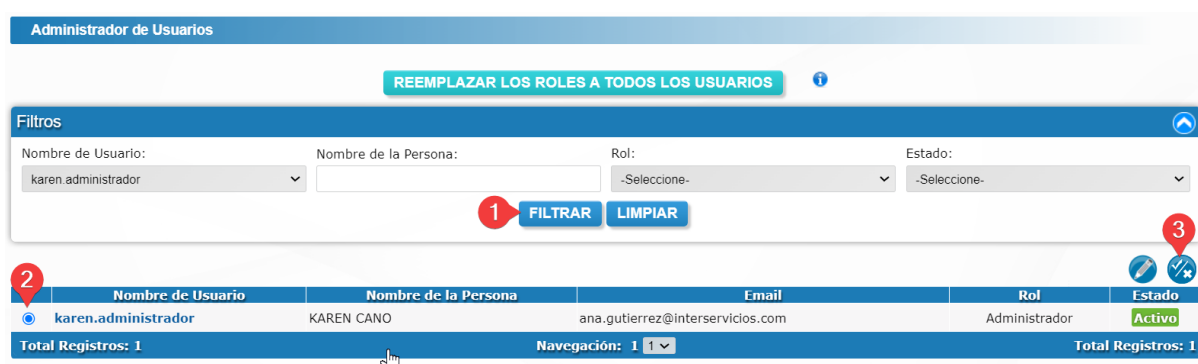 Administrador de Usuarios
REEMPLAZAR LOS ROLES A TODOS LOS USUARIOS
Filtros
Nombre de Usuario: Nombre de la Persona: Rol: Estado:
karen.administrador -Seleccione- -Seleccione-
1 FILTRAR LIMPIAR
3
2
Nombre de Usuario Nombre de la Persona Email Rol Estado
karen.administrador KAREN CANO ana.gutierrez@interservicios.com Administrador Activo
Total Registros: 1 Navegación: 1 1 Total Registros: 1